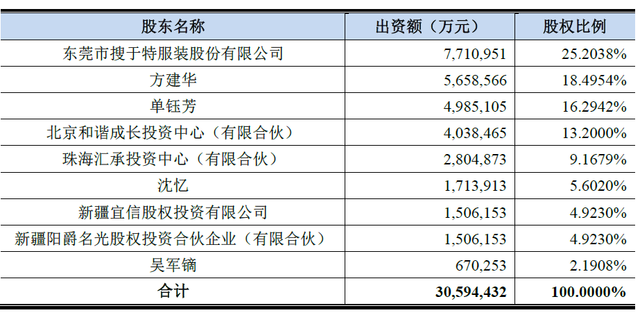 股东名称 出资额（万元） 股权比例
东莞市搜于特服装股份有限公司 7,710,951 25.2038%
方建华 5,658,566 18.4954%
单钰芳 4,985,105 16.2942%
北京和谐成长投资中心（有限合伙） 4,038,465 13.2000%
珠海汇承投资中心（有限合伙） 2,804,873 9.1679%
沈忆 1,713,913 5.6020%
新疆宜信股权投资有限公司 1,506,153 4.9230%
新疆阳爵名光股权投资合伙企业（有限合伙） 1,506,153 4.9230%
吴军镝 670,253 2.1908%
合计 30,594,432 100.0000%